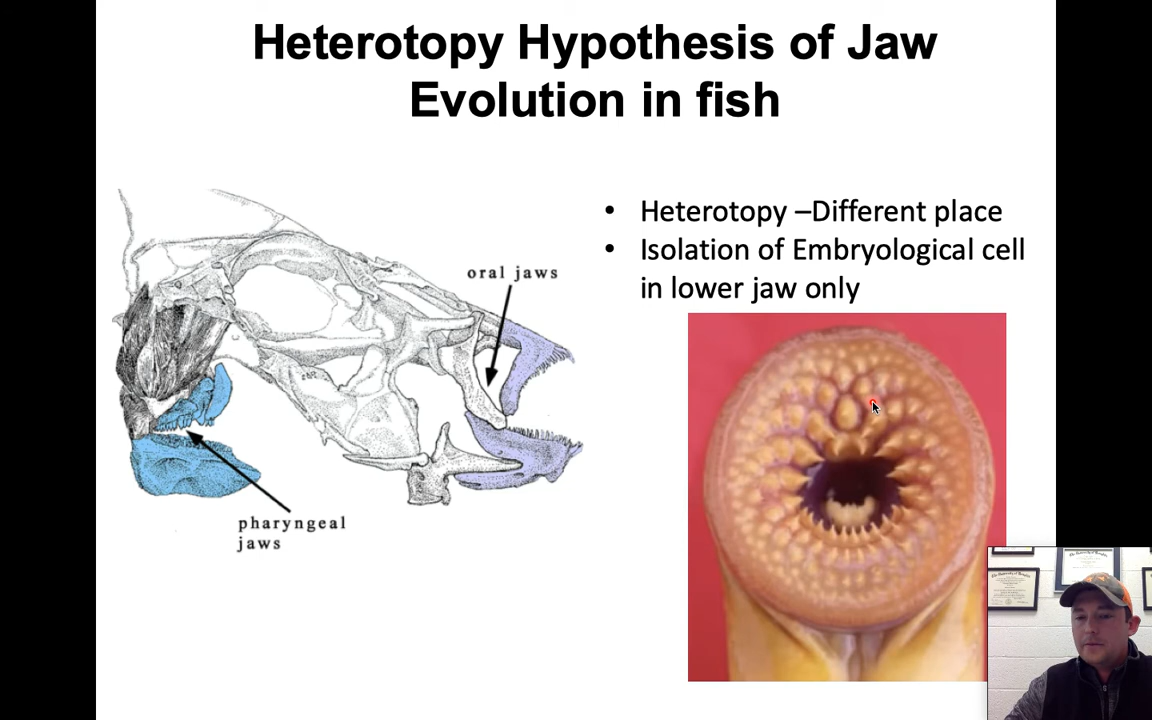 Heterotopy Hypothesis of Jaw
Evolution in fish
• Heterotopy –Different place
• Isolation of Embryological cell
in lower jaw only
oral jaws
pharyngeal
jaws